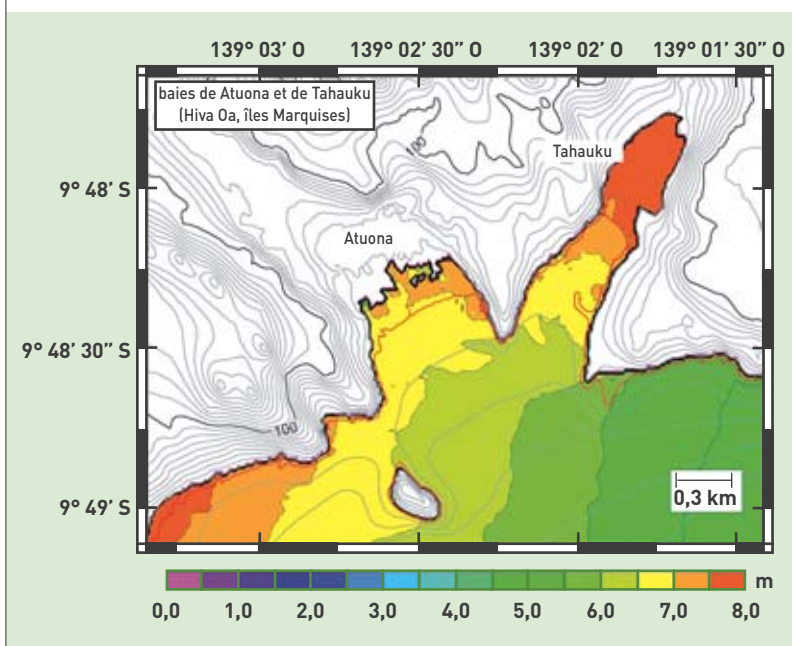 139° 03’ O 139° 02’ 30’’ O 139° 02’ O 139° 01’ 30’’ O
baies de Atuona et de Tahauku
(Hiva Oa, îles Marquises)
100
Tahauku
9° 48’ S
Atuona
9° 48’ 30’’ S
100
0,3 km
9° 49’ S
m
0,0 1,0 2,0 3,0 4,0 5,0 6,0 7,0 8,0